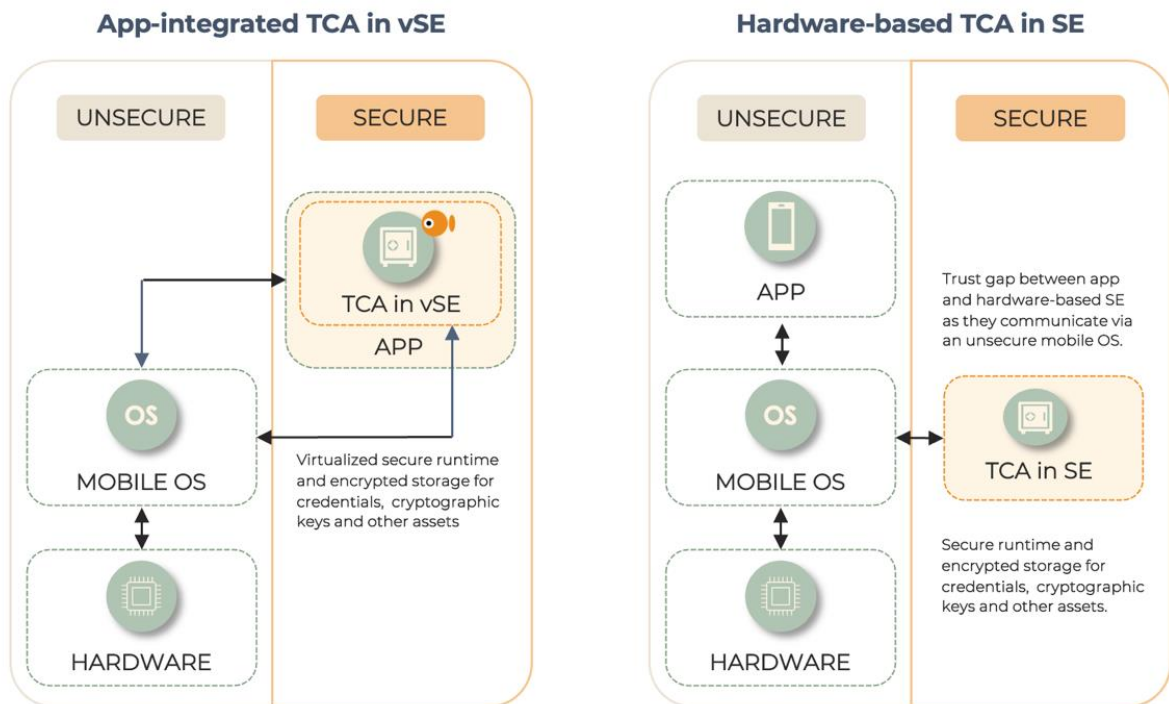 App-integrated TCA in vSE
UNSECURE
SECURE
TCA in vSE
APP
OS
MOBILE OS
Virtualized secure runtime
and encrypted storage for
credentials, cryptographic
keys and other assets
HARDWARE
Hardware-based TCA in SE
UNSECURE
SECURE
APP
Trust gap between app
and hardware-based SE
as they communicate via
an unsecure mobile OS.
OS
MOBILE OS
TCA in SE
Secure runtime and
encrypted storage for
credentials, cryptographic
keys and other assets.
HARDWARE